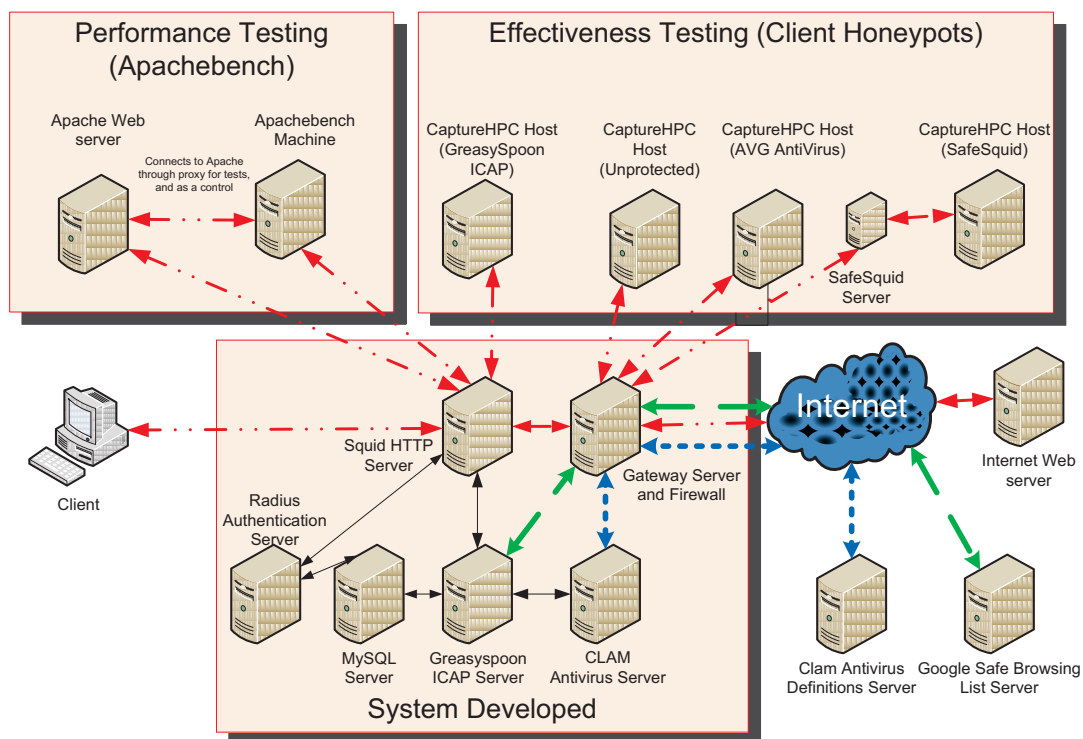 Performance Testing
(Apachebench)
Apache Web
server
Apachebench
Machine
Connects to Apache
through proxy for tests,
and as a control
Effectiveness Testing (Client Honeypots)
CaptureHPC Host
(GreasySpoon
ICAP)
CaptureHPC
Host
(Unprotected)
CaptureHPC Host
(AVG AntiVirus)
CaptureHPC Host
(SafeSquid)
SafeSquid
Server
Client
Squid HTTP
Server
Gateway Server
and Firewall
Internet
Internet Web
server
Radius
Authentication
Server
MySQL
Server
Greasyspoon
ICAP Server
CLAM
Antivirus Server
System Developed
Clam Antivirus
Definitions Server
Google Safe Browsing
List Server